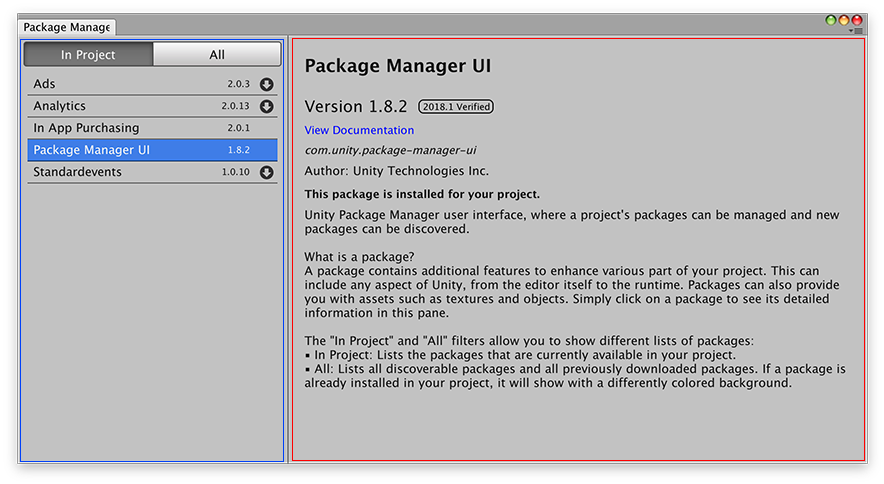 Package Manage
In Project All
Ads 2.0.3
Analytics 2.0.13
In App Purchasing 2.0.1
Package Manager UI 1.8.2
Standardevents 1.0.10
Package Manager UI
Version 1.8.2 2018.1 Verified
View Documentation
com.unity.package-manager-ui
Author: Unity Technologies Inc.
This package is installed for your project.
Unity Package Manager user interface, where a project's packages can be managed and new
packages can be discovered.
What is a package?
A package contains additional features to enhance various part of your project. This can
include any aspect of Unity, from the editor itself to the runtime. Packages can also provide
you with assets such as textures and objects. Simply click on a package to see its detailed
information in this pane.
The "In Project" and "All" filters allow you to show different lists of packages:
▪ In Project: Lists the packages that are currently available in your project.
▪ All: Lists all discoverable packages and all previously downloaded packages. If a package is
already installed in your project, it will show with a differently colored background.